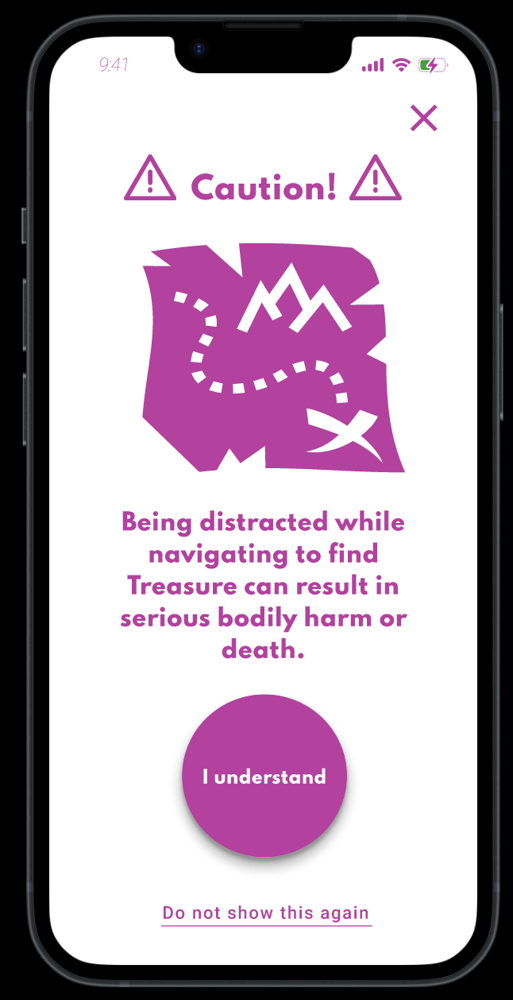 9:41
Caution!
Being distracted while
navigating to find
Treasure can result in
serious bodily harm or
death.
I understand
Do not show this again